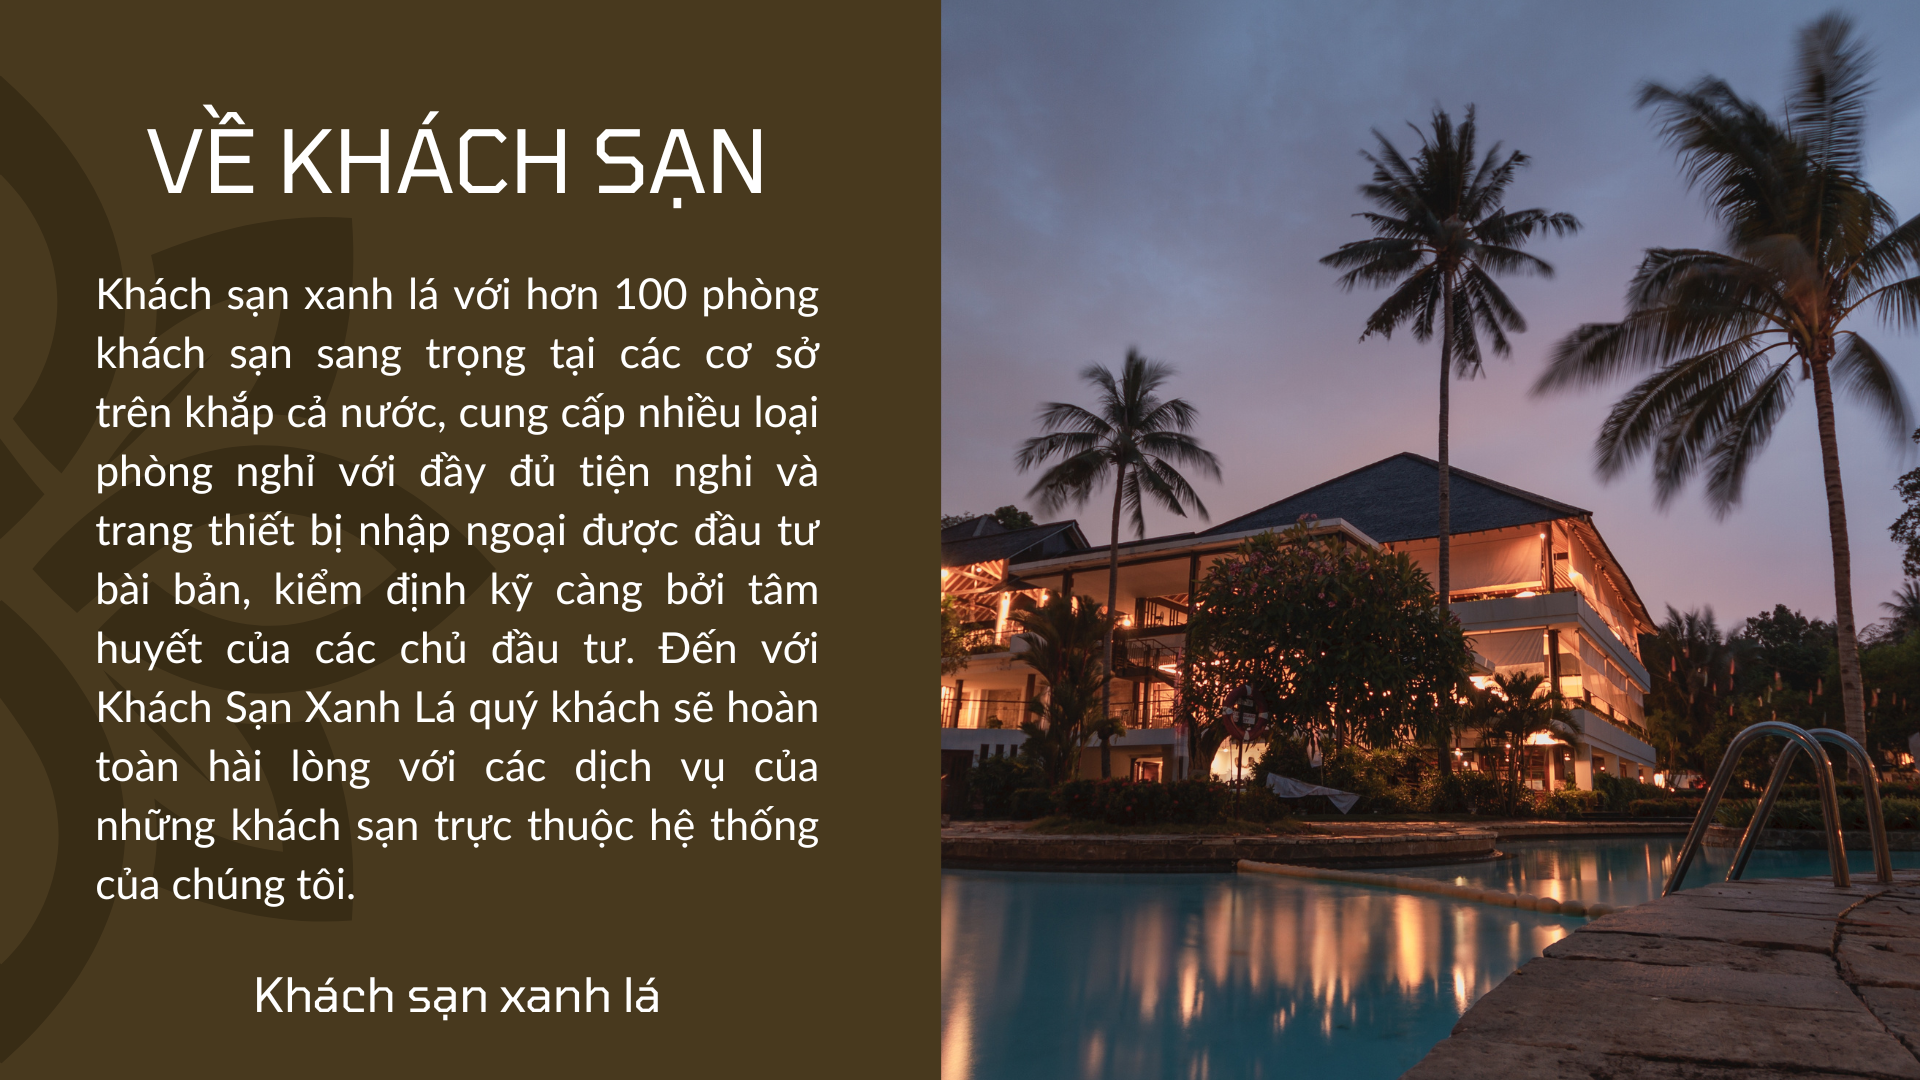 VỀ KHÁCH SẠN
Khách sạn xanh lá với hơn 100 phòng
khách sạn sang trọng tại các cơ sở
trên khắp cả nước, cung cấp nhiều loại
phòng nghỉ với đầy đủ tiện nghi và
trang thiết bị nhập ngoại được đầu tư
bài bản, kiểm định kỹ càng bởi tâm
huyết của các chủ đầu tư. Đến với
Khách Sạn Xanh Lá quý khách sẽ hoàn
toàn hài lòng với các dịch vụ của
những khách sạn trực thuộc hệ thống
của chúng tôi.
Khách sạn xanh lá